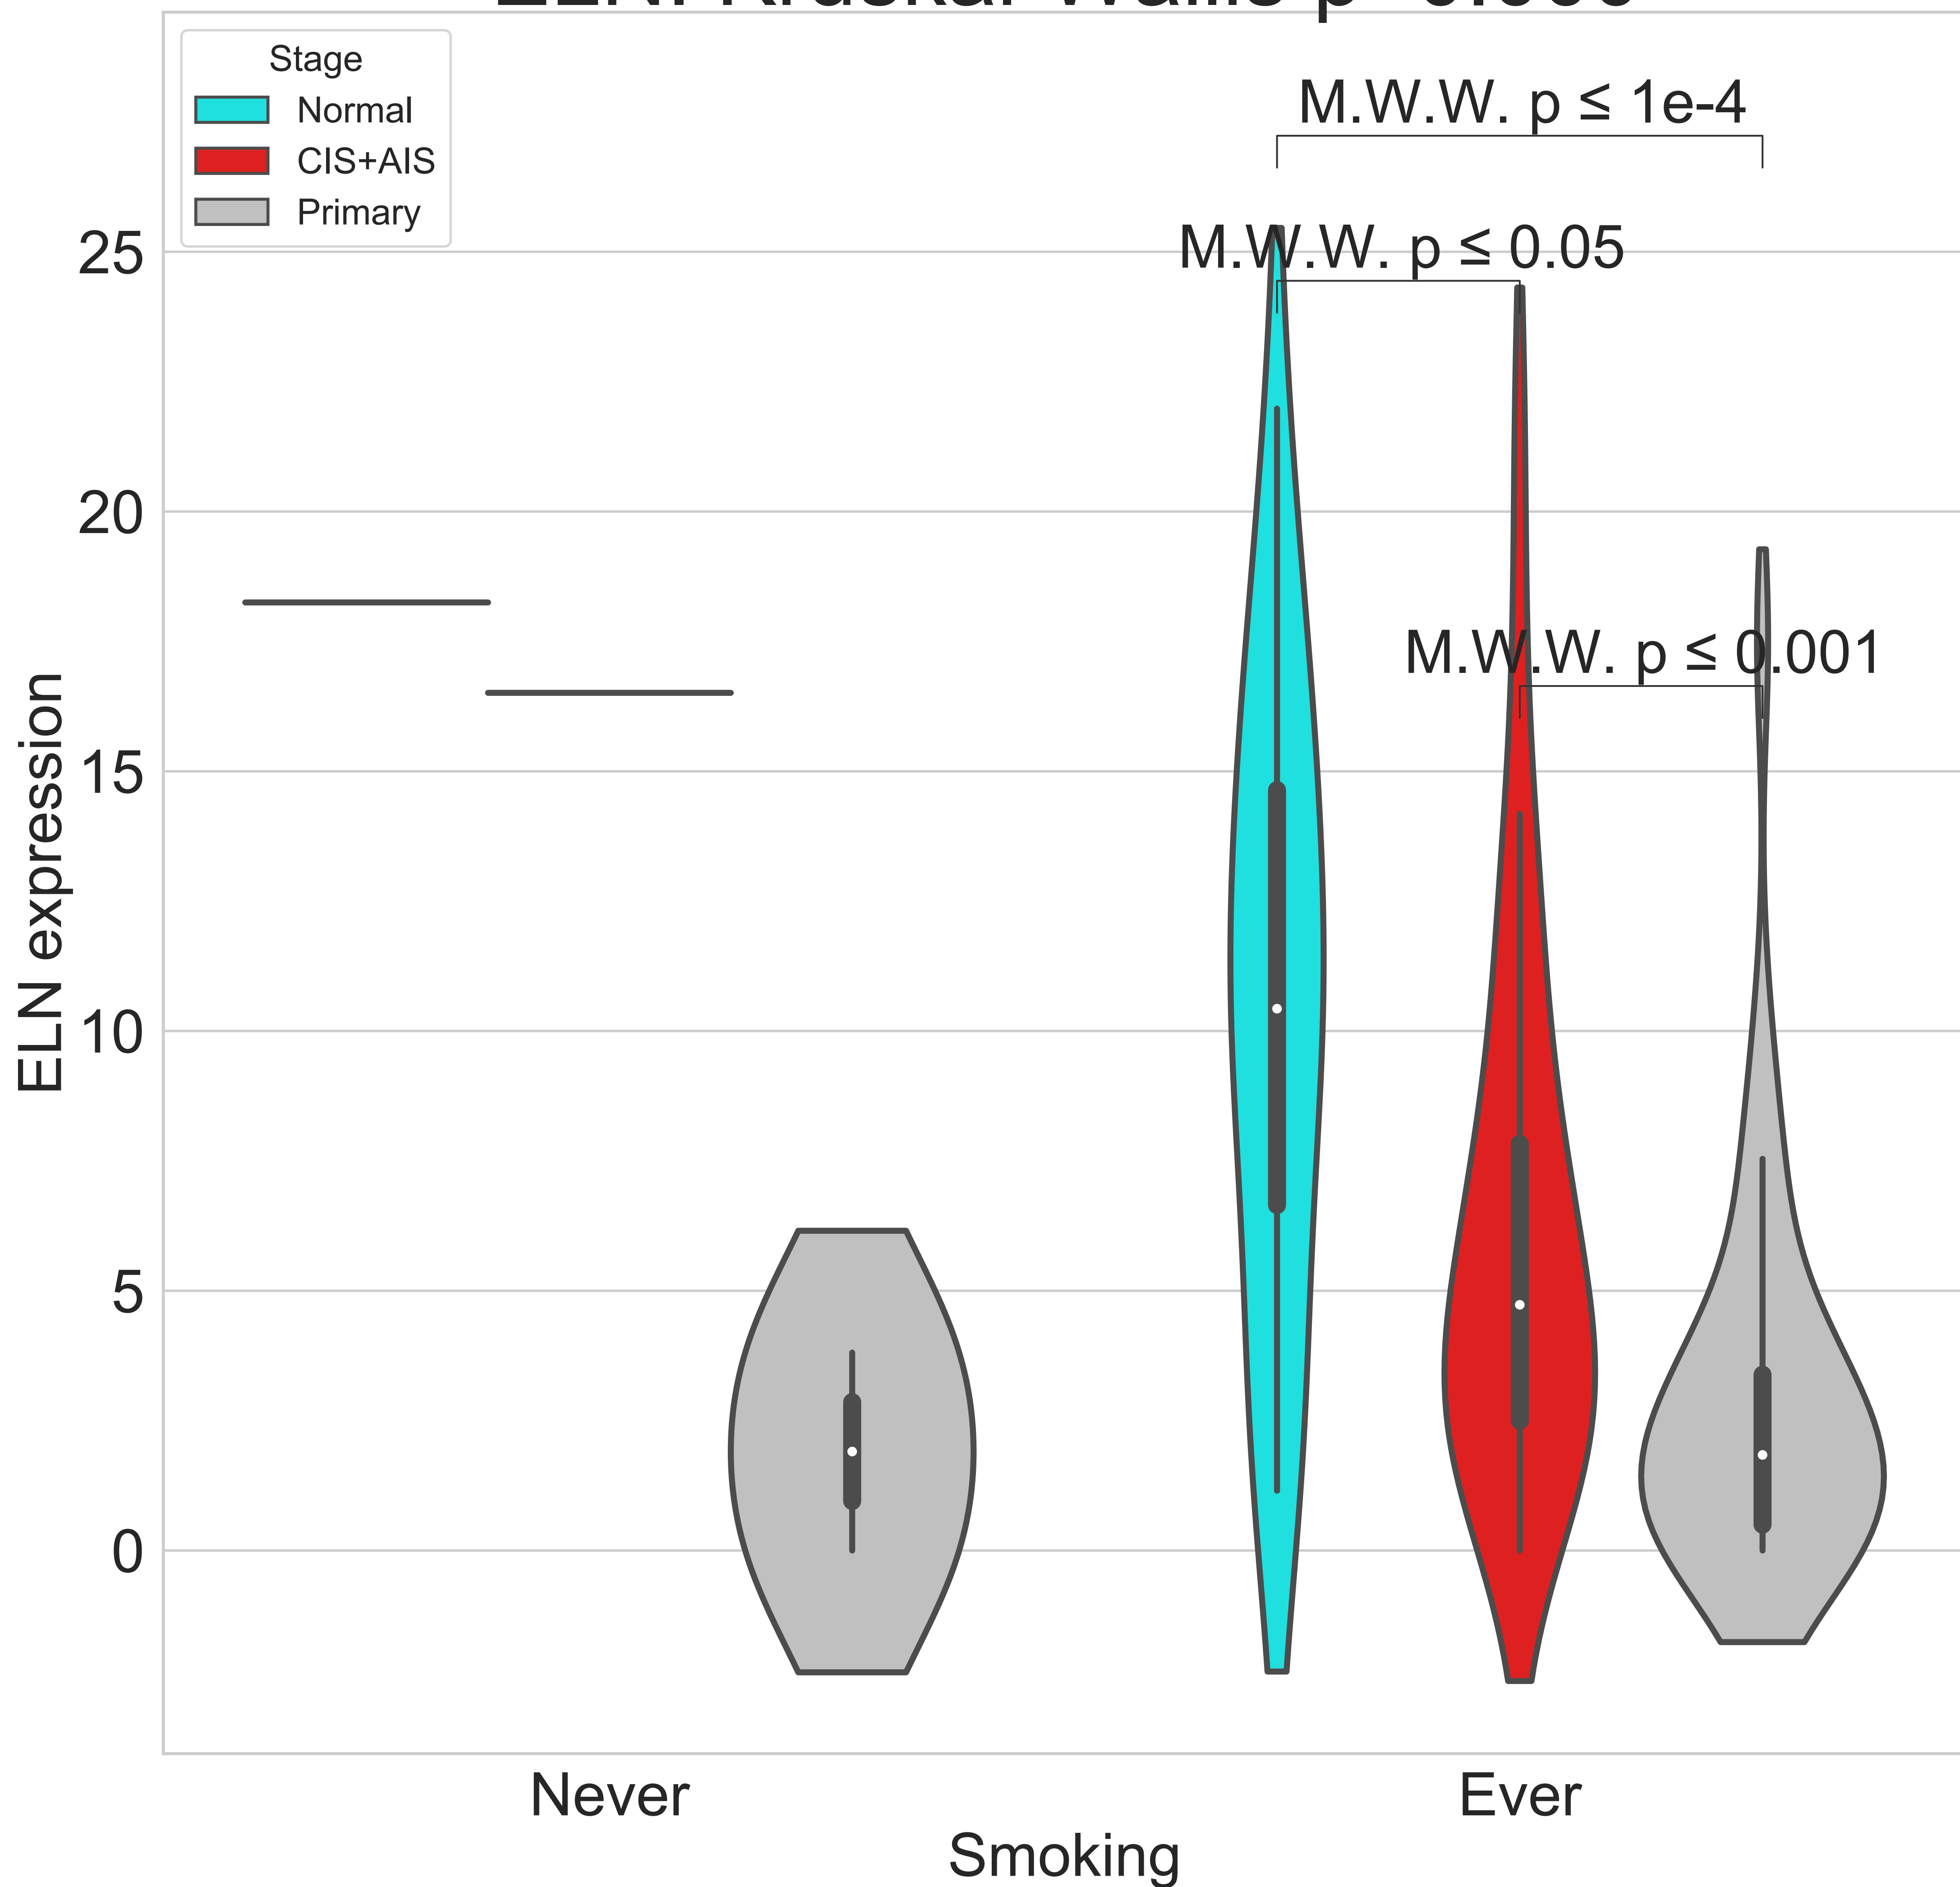 Stage
Normal
CIS+AIS
Primary
M.W.W. p ≤ 1e-4
M.W.W. p ≤ 0.05
M.W.W. p ≤ 0.001
25
20
15
10
5
0
ELN expression
Never
Ever
Smoking